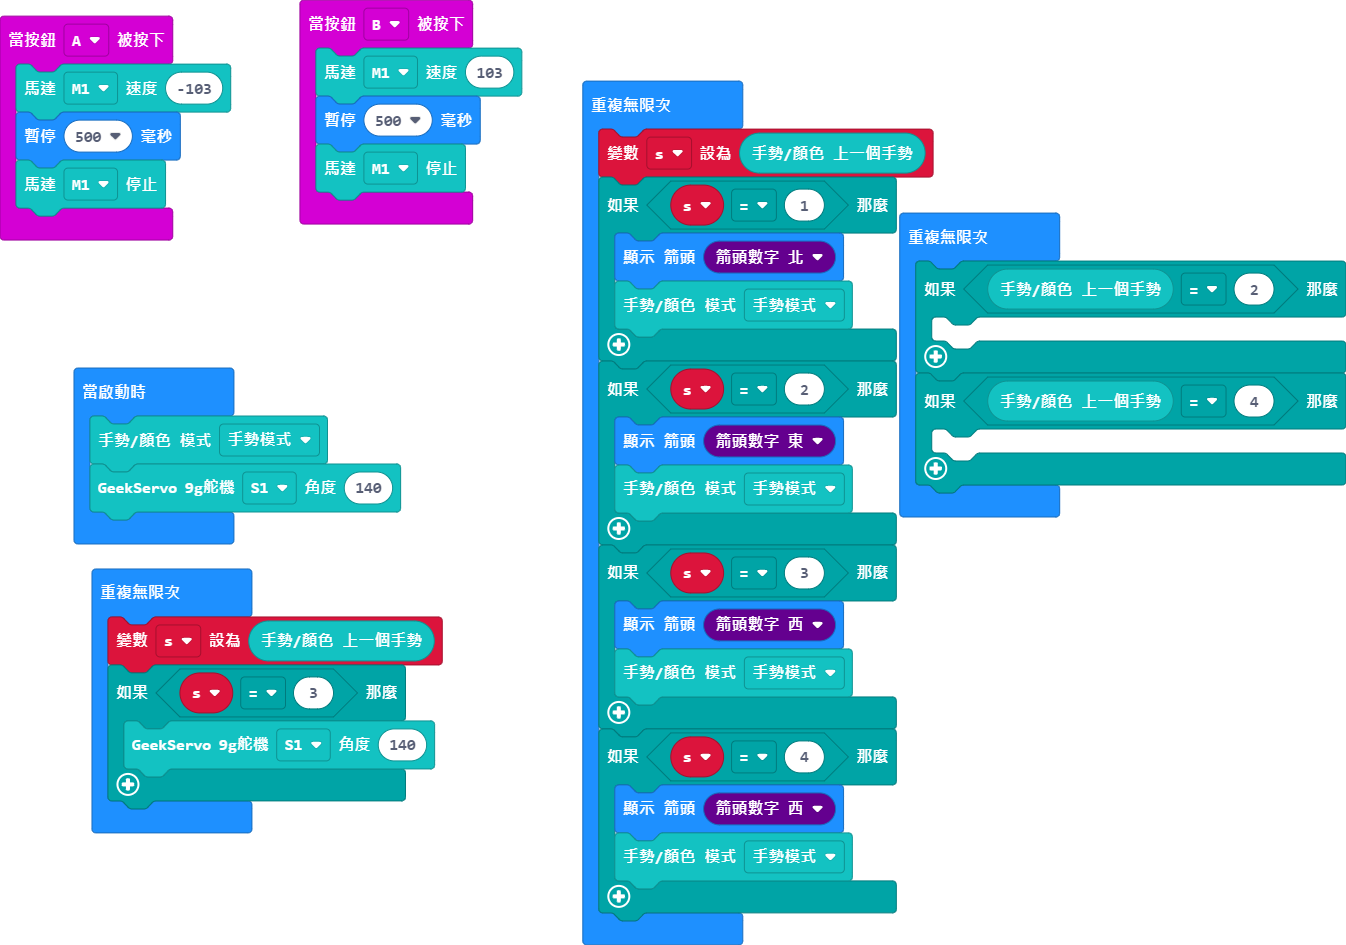 當按鈕 A 被按下
馬達 M1 速度 -103
暫停 500 毫秒
馬達 M1 停止
當按鈕 B 被按下
馬達 M1 速度 103
暫停 500 毫秒
馬達 M1 停止
當啟動時
手勢/顏色 模式 手勢模式
GeekServo 9g舵機 S1 角度 140
重複無限次
變數 s 設為 手勢/顏色 上一個手勢
如果 s = 3 那麼
GeekServo 9g舵機 S1 角度 140
重複無限次
變數 s 設為 手勢/顏色 上一個手勢
如果 s = 1 那麼
顯示 箭頭 箭頭數字 北
手勢/顏色 模式 手勢模式
如果 s = 2 那麼
顯示 箭頭 箭頭數字 東
手勢/顏色 模式 手勢模式
如果 s = 3 那麼
顯示 箭頭 箭頭數字 西
手勢/顏色 模式 手勢模式
如果 s = 4 那麼
顯示 箭頭 箭頭數字 西
手勢/顏色 模式 手勢模式
重複無限次
如果 手勢/顏色 上一個手勢 = 2 那麼
如果 手勢/顏色 上一個手勢 = 4 那麼